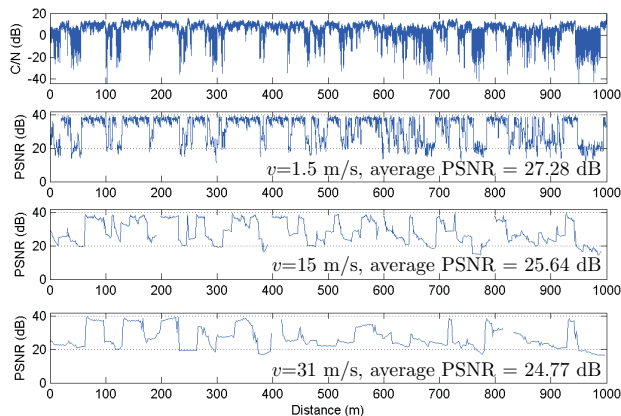 20
0
-20
-40
C/N (dB)
0 100 200 300 400 500 600 700 800 900 1000
40
20
0
PSNR (dB)
v=1.5 m/s, average PSNR = 27.28 dB
0 100 200 300 400 500 600 700 800 900 1000
40
20
0
PSNR (dB)
v=15 m/s, average PSNR = 25.64 dB
0 100 200 300 400 500 600 700 800 900 1000
40
20
0
PSNR (dB)
v=31 m/s, average PSNR = 24.77 dB
0 100 200 300 400 500 600 700 800 900 1000
Distance (m)